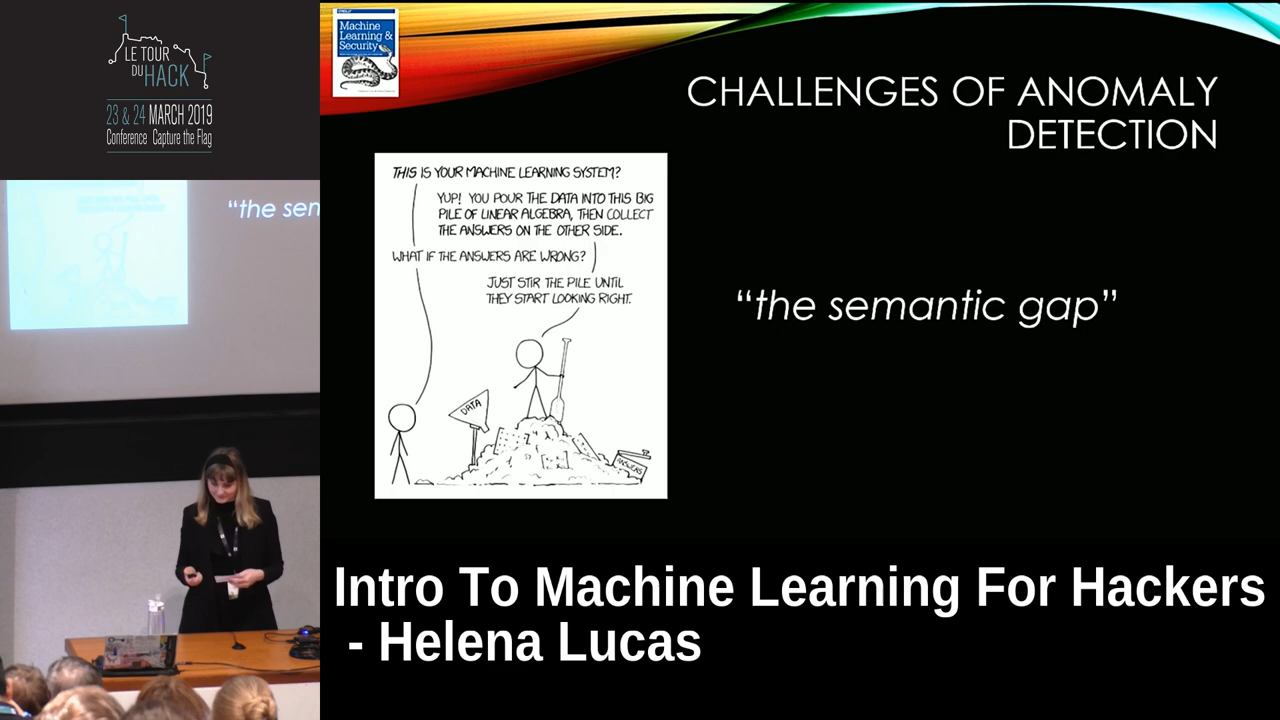 LE TOUR
DU HACK
23 & 24 MARCH 2019
Conference Capture the Flag
“the sen
Machine
Learning &
Security
CHALLENGES OF ANOMALY
DETECTION
THIS IS YOUR MACHINE LEARNING SYSTEM?
YUP! YOU POUR THE DATA INTO THIS BIG
PILE OF LINEAR ALGEBRA, THEN COLLECT
THE ANSWERS ON THE OTHER SIDE.
WHAT IF THE ANSWERS ARE WRONG?
JUST STIR THE PILE UNTIL
THEY START LOOKING RIGHT.
DATA
ANSWERS
“the semantic gap”
Intro To Machine Learning For Hackers
- Helena Lucas